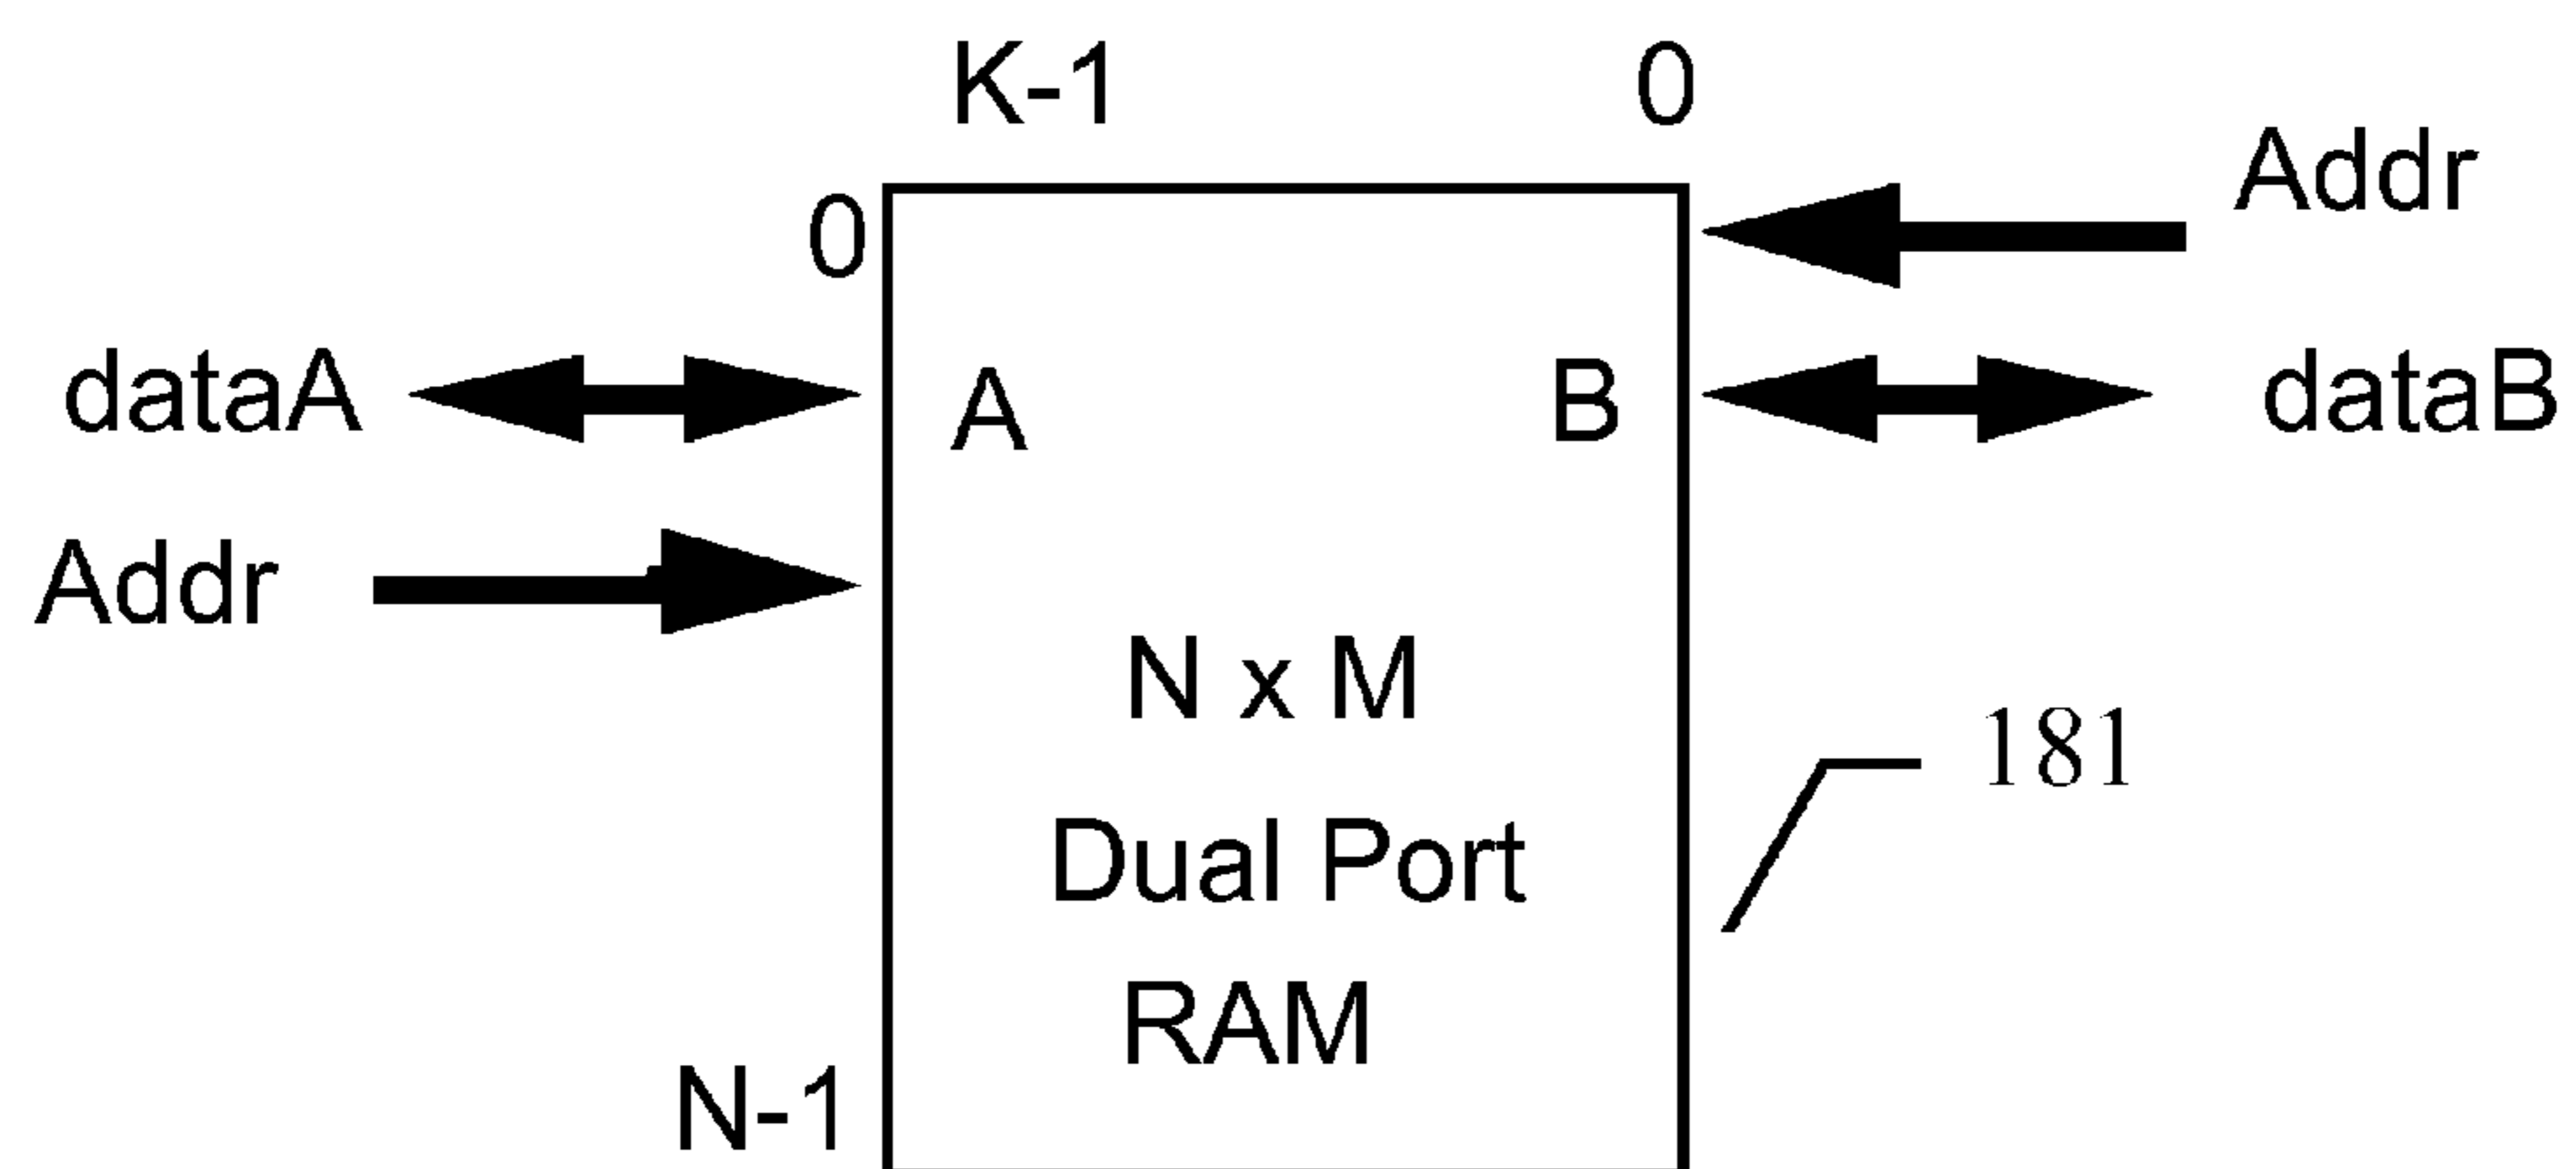 K-1 0
0 Addr
dataA A B dataB
Addr
N x M
181
Dual Port
RAM
N-1